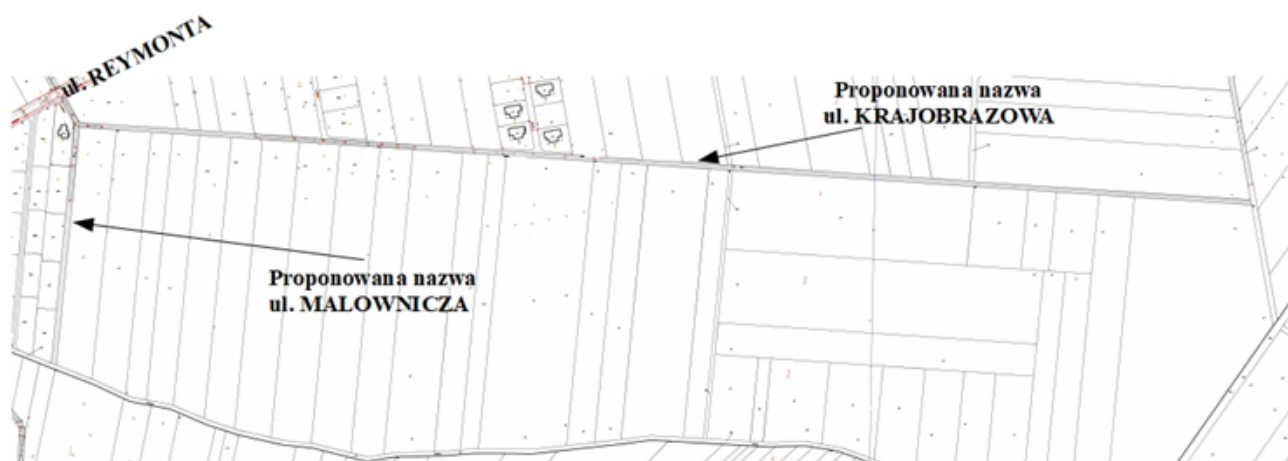 ul. REYMONTA
Proponowana nazwa
ul. KRAJOBRAZOWA
Proponowana nazwa
ul. MALOWNICZA